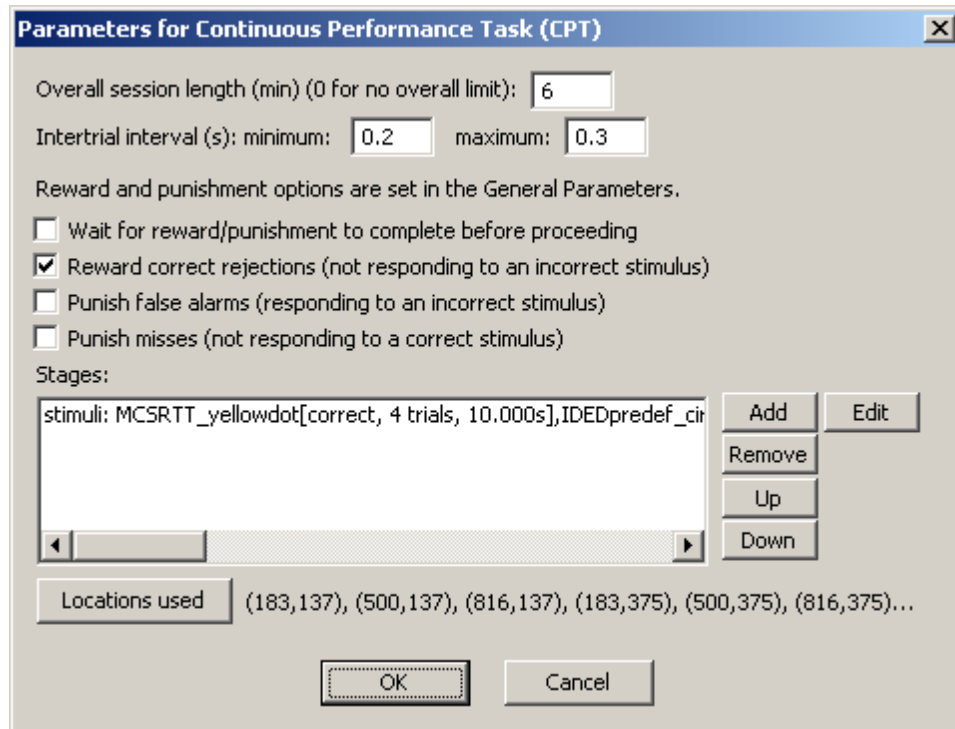 Parameters for Continuous Performance Task (CPT)
Overall session length (min) (0 for no overall limit): 6
Intertrial interval (s): minimum: 0.2 maximum: 0.3
Reward and punishment options are set in the General Parameters.
Wait for reward/punishment to complete before proceeding
Reward correct rejections (not responding to an incorrect stimulus)
Punish false alarms (responding to an incorrect stimulus)
Punish misses (not responding to a correct stimulus)
Stages:
stimuli: MCSRTT_yellowdot[correct, 4 trials, 10.000s],IDEDpredef_cir
Add Edit
Remove
Up
Down
Locations used (183,137), (500,137), (816,137), (183,375), (500,375), (816,375)...
OK Cancel